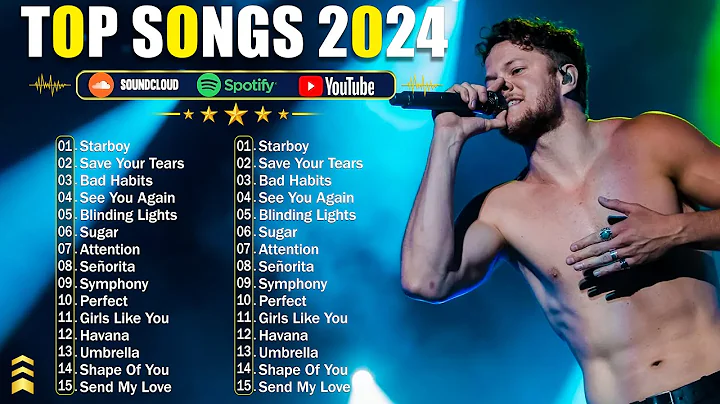 TOP SONGS 2024
SOUNDCLOUD Spotify YouTube
01. Starboy
02 Save Your Tears
03 Bad Habits
04 See You Again
05. Blinding Lights
06 Sugar
07 Attention
08 Señorita
09 Symphony
10. Perfect
11. Girls Like You
12 Havana
13. Umbrella
14 Shape Of You
15. Send My Love
01. Starboy
02 Save Your Tears
03 Bad Habits
04 See You Again
05. Blinding Lights
06 Sugar
07 Attention
08 Señorita
09 Symphony
10. Perfect
11. Girls Like You
12 Havana
13. Umbrella
14 Shape Of You
15. Send My Love